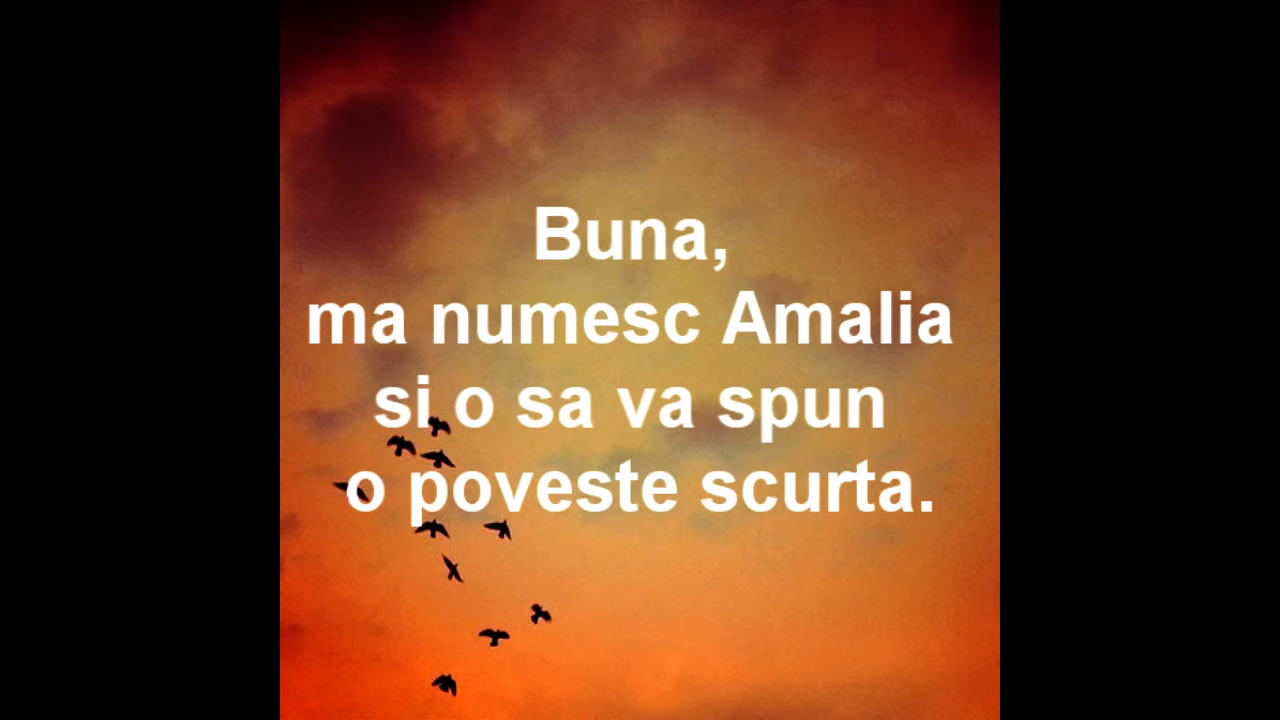 Buna,
ma numesc Amalia
si o sa va spun
o poveste scurta.